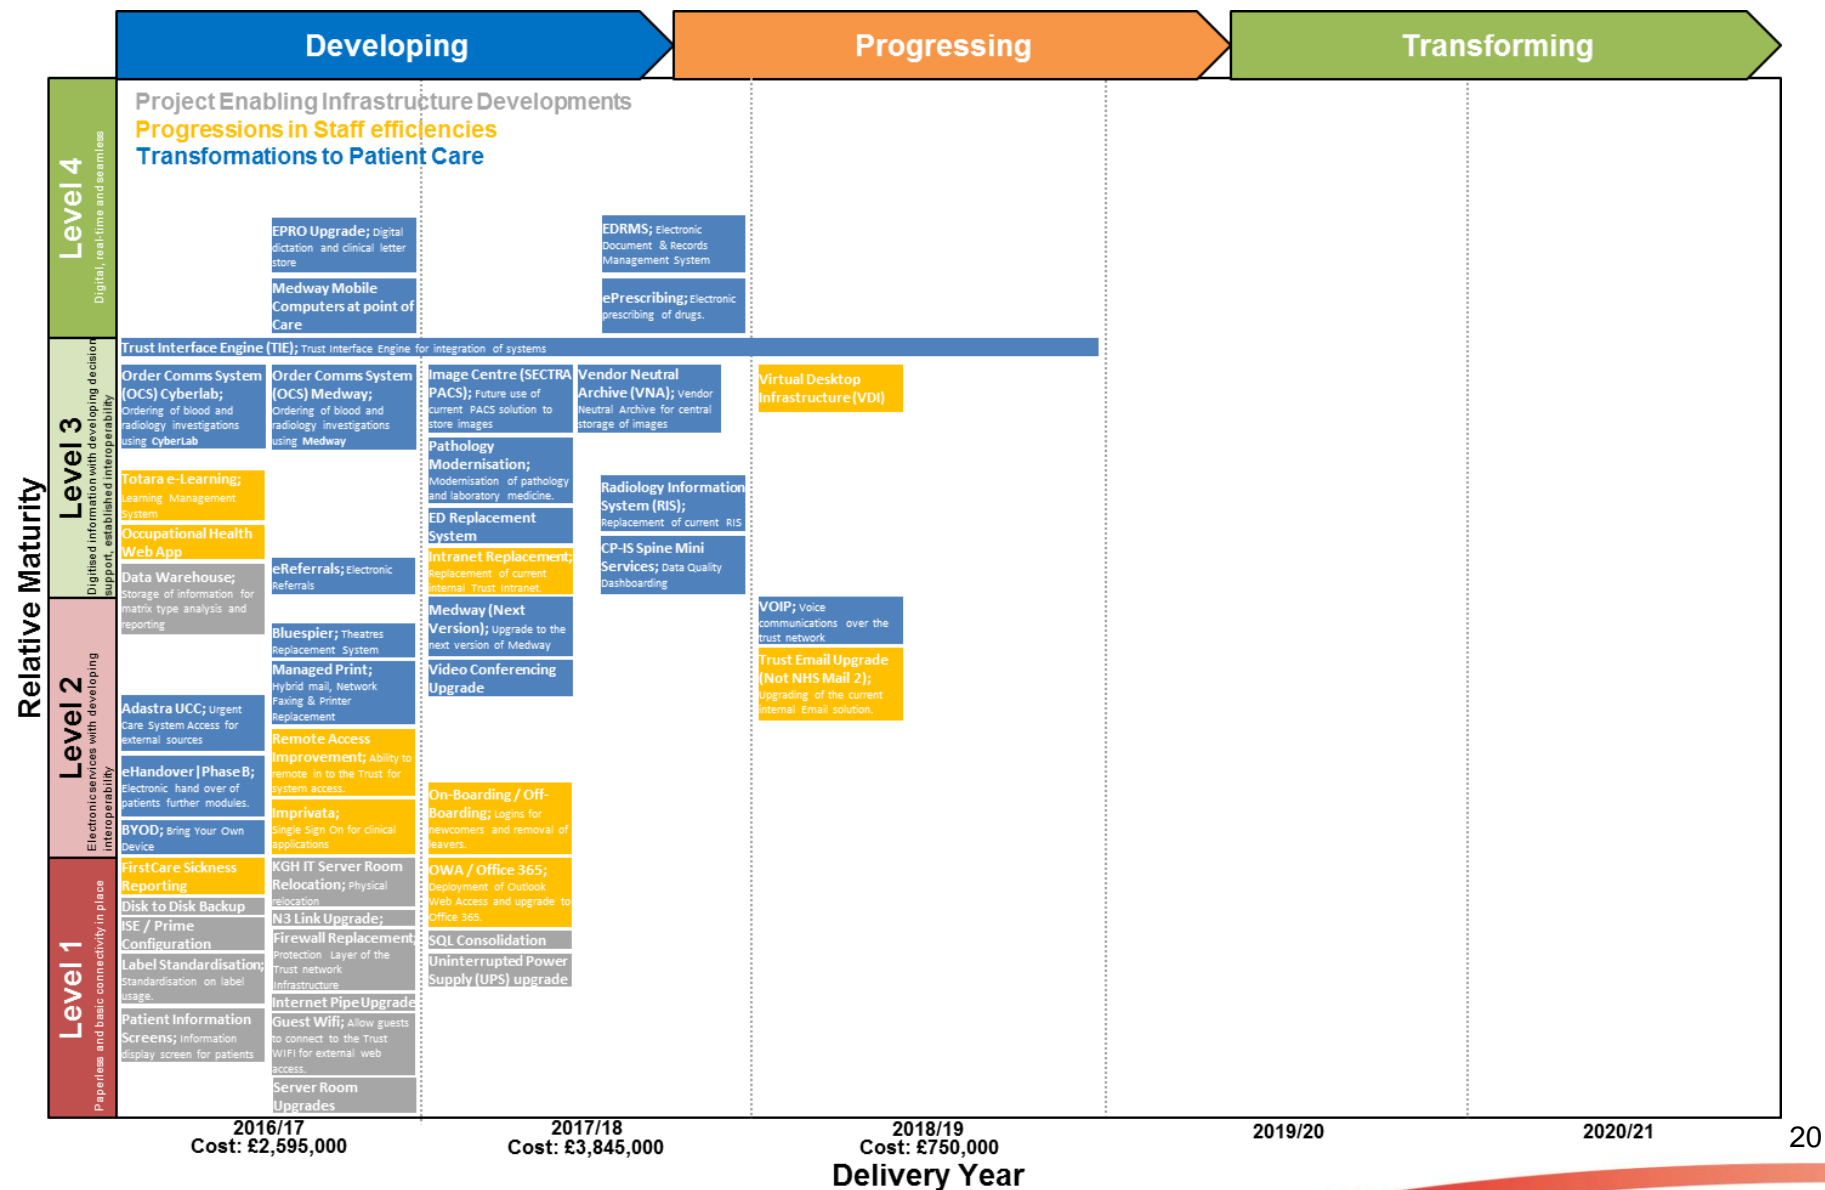 Developing
Progressing
Transforming
Project Enabling Infrastructure Developments
Progressions in Staff efficiencies
Transformations to Patient Care
Relative Maturity
Level 4
Digital, real-time and seamless
Level 3
Digitised information with developing decision
support, established interoperability
Level 2
Electronic services with developing
interoperability
Level 1
Paperless and basic connectivity in place
EPRO Upgrade; Digital
dictation and clinical letter
store
Medway Mobile
Computers at point of
Care
EDRMS; Electronic
Document & Records
Management System
ePrescribing; Electronic
prescribing of drugs.
Trust Interface Engine (TIE); Trust Interface Engine for integration of systems
Order Comms System
(OCS) Cyberlab;
Ordering of blood and
radiology investigations
using CyberLab
Totara e-Learning;
Learning Management
System
Occupational Health
Web App
Data Warehouse;
Storage of information for
matrix type analysis and
reporting
Adastra UCC; Urgent
Care System Access for
external sources
eHandover | Phase B;
Electronic hand over of
patients further modules.
BYOD; Bring Your Own
Device
FirstCare Sickness
Reporting
Disk to Disk Backup
ISE / Prime
Configuration
Label Standardisation;
Standardisation on label
usage.
Patient Information
Screens; Information
display screen for patients
Order Comms System
(OCS) Medway;
Ordering of blood and
radiology investigations
using Medway
eReferrals; Electronic
Referrals
Bluespier; Theatres
Replacement System
Managed Print;
Hybrid mail, Network
Faxing & Printer
Replacement
Remote Access
Improvement; Ability to
remote in to the Trust for
system access.
Imprivata;
Single Sign On for clinical
applications
KGH IT Server Room
Relocation; Physical
relocation
N3 Link Upgrade;
Firewall Replacement;
Protection Layer of the
Trust network
Infrastructure
Internet Pipe Upgrade
Guest Wifi; Allow guests
to connect to the Trust
WIFI for external web
access.
Server Room
Upgrades
Image Centre (SECTRA
PACS); Future use of
current PACS solution to
store images
Pathology
Modernisation;
Modernisation of pathology
and laboratory medicine.
ED Replacement
System
Intranet Replacement;
Replacement of current
internal Trust Intranet.
Medway (Next
Version); Upgrade to the
next version of Medway
Video Conferencing
Upgrade
On-Boarding / Off-
Boarding; Logins for
newcomers and removal of
leavers.
OWA / Office 365;
Deployment of Outlook
Web Access and upgrade to
Office 365.
SQL Consolidation
Uninterrupted Power
Supply (UPS) upgrade
Vendor Neutral
Archive (VNA); Vendor
Neutral Archive for central
storage of images
Radiology Information
System (RIS);
Replacement of current RIS
CP-IS Spine Mini
Services; Data Quality
Dashboarding
Virtual Desktop
Infrastructure (VDI)
VOIP; Voice
communications over the
trust network
Trust Email Upgrade
(Not NHS Mail 2);
Upgrading of the current
internal Email solution.
2016/17
Cost: £2,595,000
2017/18
Cost: £3,845,000
2018/19
Cost: £750,000
2019/20
2020/21
Delivery Year
20